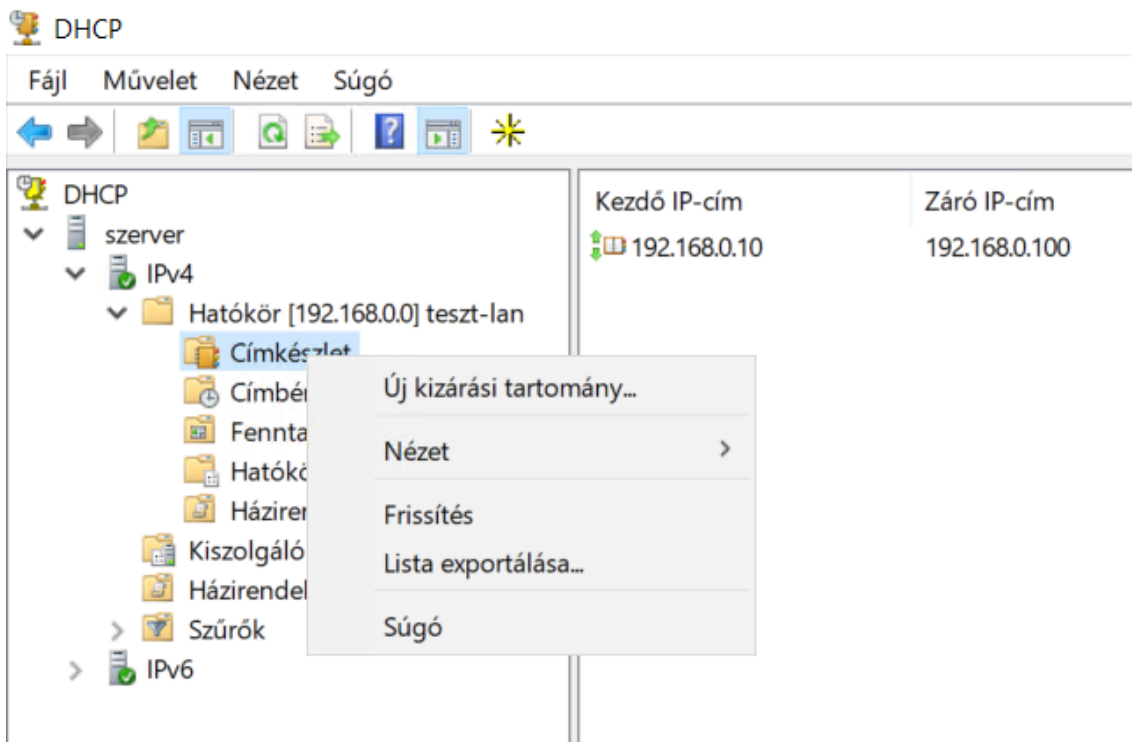 DHCP
Fájl Művelet Nézet Súgó
DHCP
szerver
IPv4
Hatókör [192.168.0.0] teszt-lan
Címkészlet
Kiszolgáló
Szűrők
IPv6
Új kizárási tartomány...
Nézet
Frissítés
Lista exportálása...
Súgó
Kezdő IP-cím Záró IP-cím
192.168.0.10 192.168.0.100